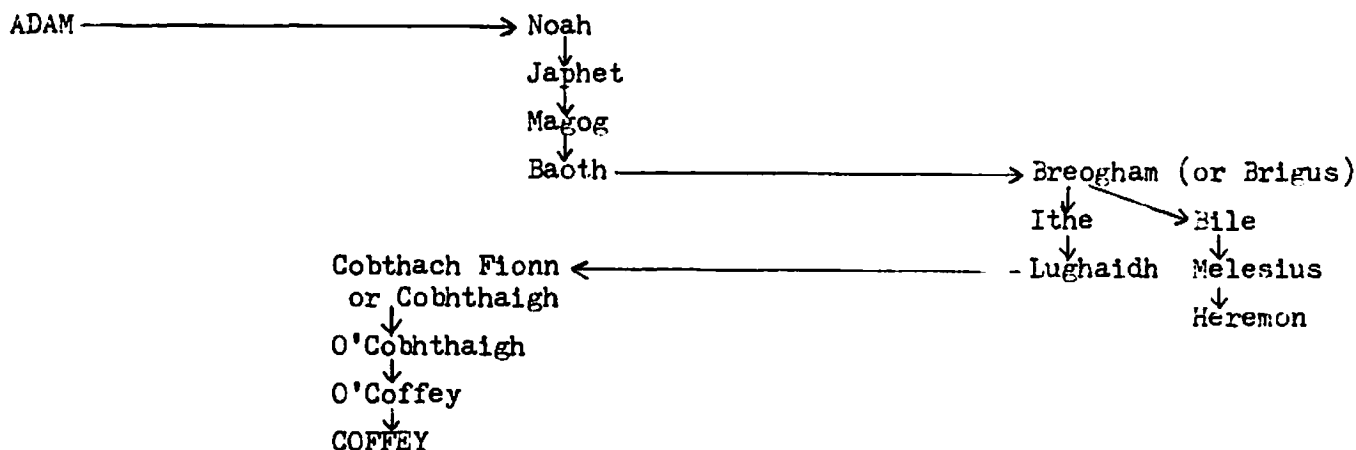 ADAM Noah
Japhet
Magog
Baoth Breogham (or Brigus)
Ithe Bile
Cobthach Fionn Lughaidh Melesius
or Cobhthaigh
Heremon
O'Cobhthaigh
O'Coffey
COFFEY